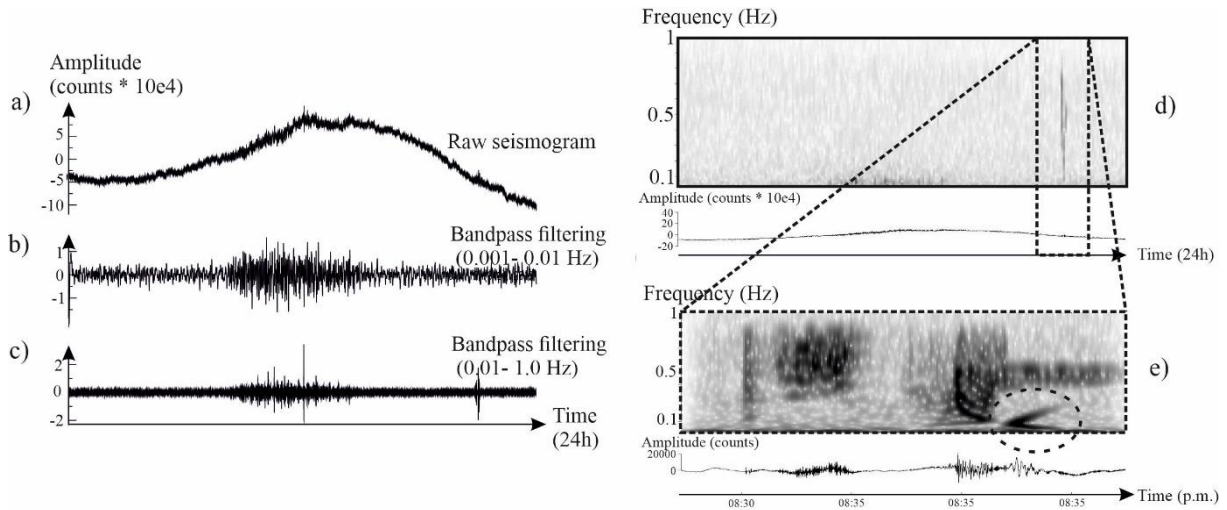 Amplitude
(counts * 10e4)
a)
5
0
-5
-10
Raw seismogram
b)
1
0
-1
Bandpass filtering
(0.001- 0.01 Hz)
c)
2
0
-2
Bandpass filtering
(0.01- 1.0 Hz)
Time
(24h)
Frequency (Hz)
1
0.5
0.1
d)
Amplitude (counts * 10e4)
40
20
0
-20
Time (24h)
Frequency (Hz)
1
0.5
0.1
e)
Amplitude (counts)
20000
0
08:30 08:35 08:35 08:35
Time (p.m.)